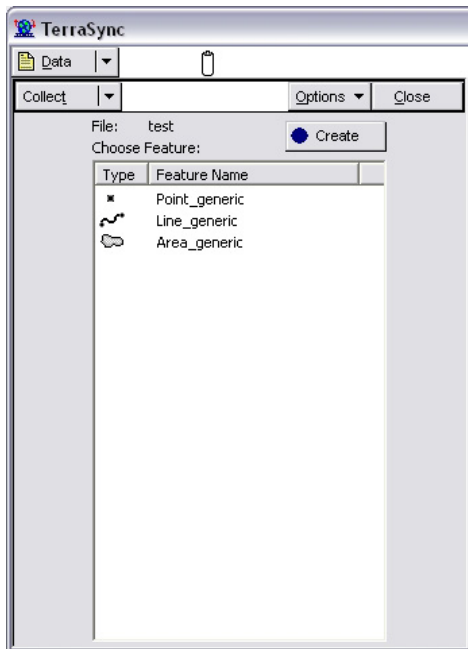 TerraSync
Data
Collect Options Close
File: test
Create
Choose Feature:
Type Feature Name
Point_generic
Line_generic
Area_generic